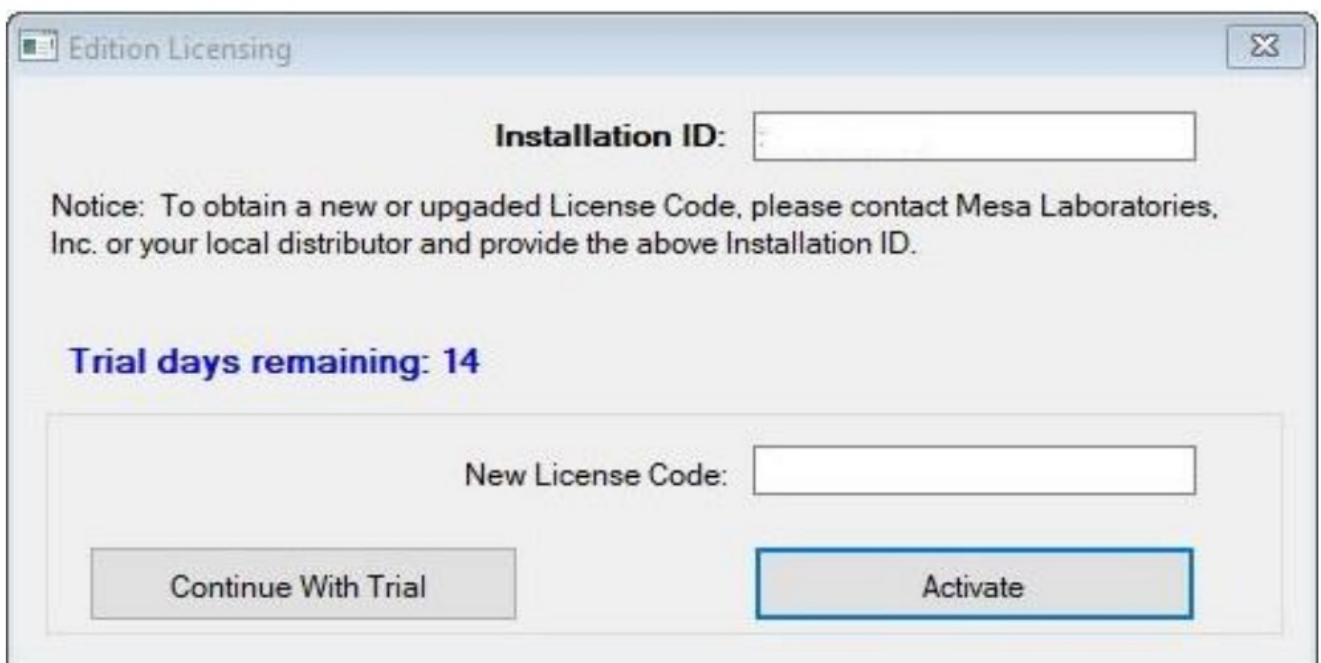 Edition Licensing
Installation ID:
Notice:  To obtain a new or upgaded License Code, please contact Mesa Laboratories,
Inc. or your local distributor and provide the above Installation ID.
Trial days remaining: 14
New License Code:
Continue With Trial
Activate